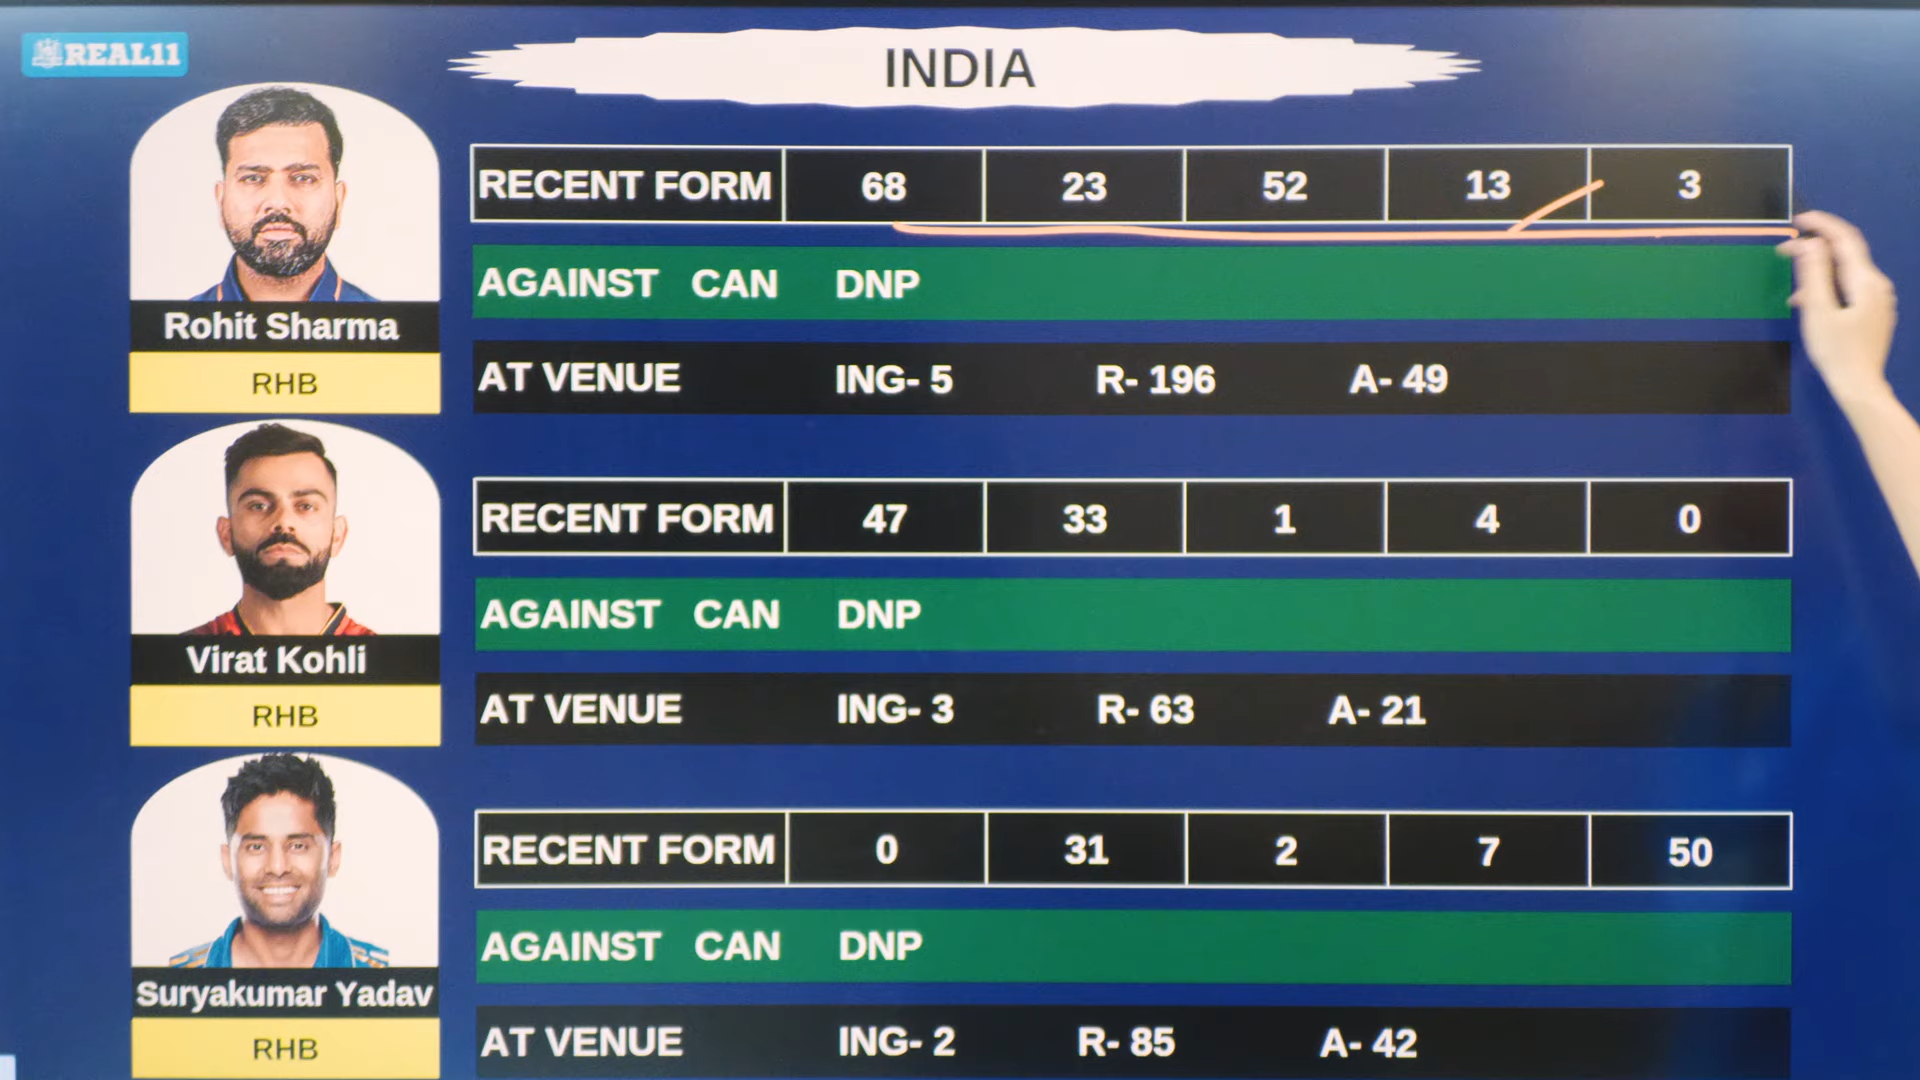 REAL11
INDIA
RECENT FORM 68 23 52 13 3
AGAINST CAN DNP
AT VENUE ING- 5 R- 196 A- 49
Rohit Sharma
RHB
RECENT FORM 47 33 1 4 0
AGAINST CAN DNP
AT VENUE ING- 3 R- 63 A- 21
Virat Kohli
RHB
RECENT FORM 0 31 2 7 50
AGAINST CAN DNP
AT VENUE ING- 2 R- 85 A- 42
Suryakumar Yadav
RHB